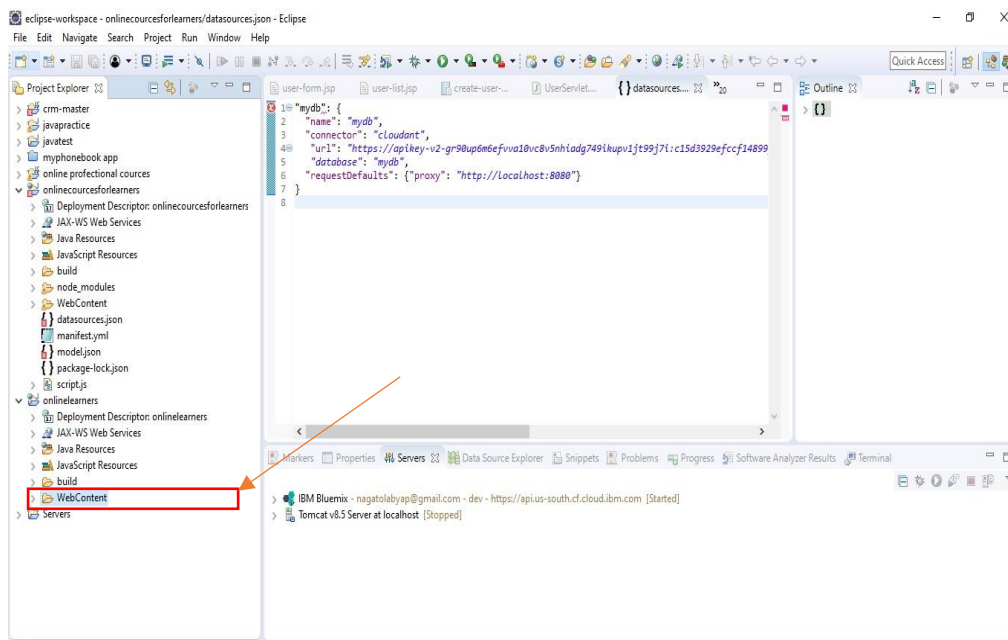 eclipse-workspace - onlinecourcesforlearners/datasources.json - Eclipse
File Edit Navigate Search Project Run Window Help
Quick Access
Project Explorer
crm-master
javapractice
javatest
myphonebook app
online profectional cources
onlinecourcesforlearners
Deployment Descriptor: onlinecourcesforlearners
JAX-WS Web Services
Java Resources
JavaScript Resources
build
node_modules
WebContent
datasources.json
manifest.yml
model.json
package-lock.json
script.js
onlinelearners
Deployment Descriptor: onlinelearners
JAX-WS Web Services
Java Resources
JavaScript Resources
build
WebContent
Servers
user-form.jsp user-list.jsp create-user-... UserServlet.... { } datasources.... »20
1 "mydb": {
2 "name": "mydb",
3 "connector": "cloudant",
4 "url": "https://apikey-v2-gr90up6m6efvva10vc8v5nhiadg749ikupv1jt99j7i:c15d3929efccf14899
5 "database": "mydb",
6 "requestDefaults": {"proxy": "http://localhost:8080"}
7 }
8
Outline
{}
Markers Properties Servers Data Source Explorer Snippets Problems Progress Software Analyzer Results Terminal
IBM Bluemix - nagatolabyap@gmail.com - dev - https://api.us-south.cf.cloud.ibm.com [Started]
Tomcat v8.5 Server at localhost [Stopped]